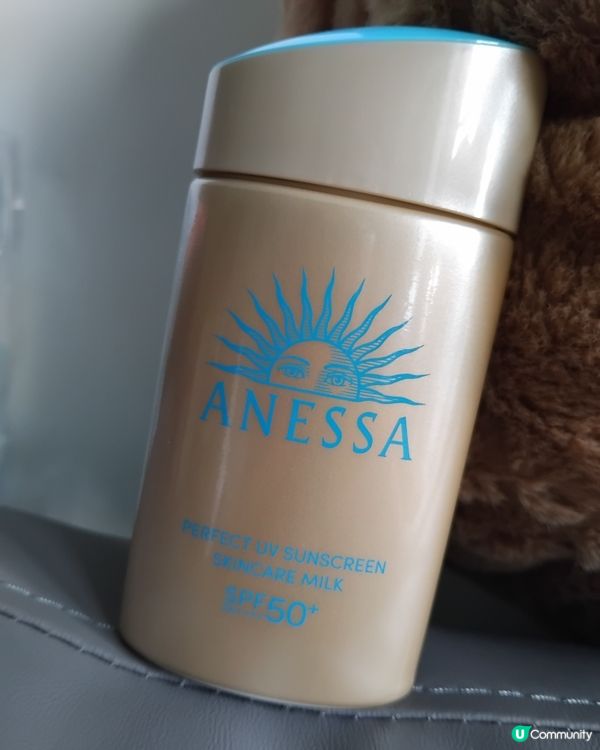 ANESSA
PERFECT UV SUNSCREEN
SKINCARE MILK
SPF50+
U Community